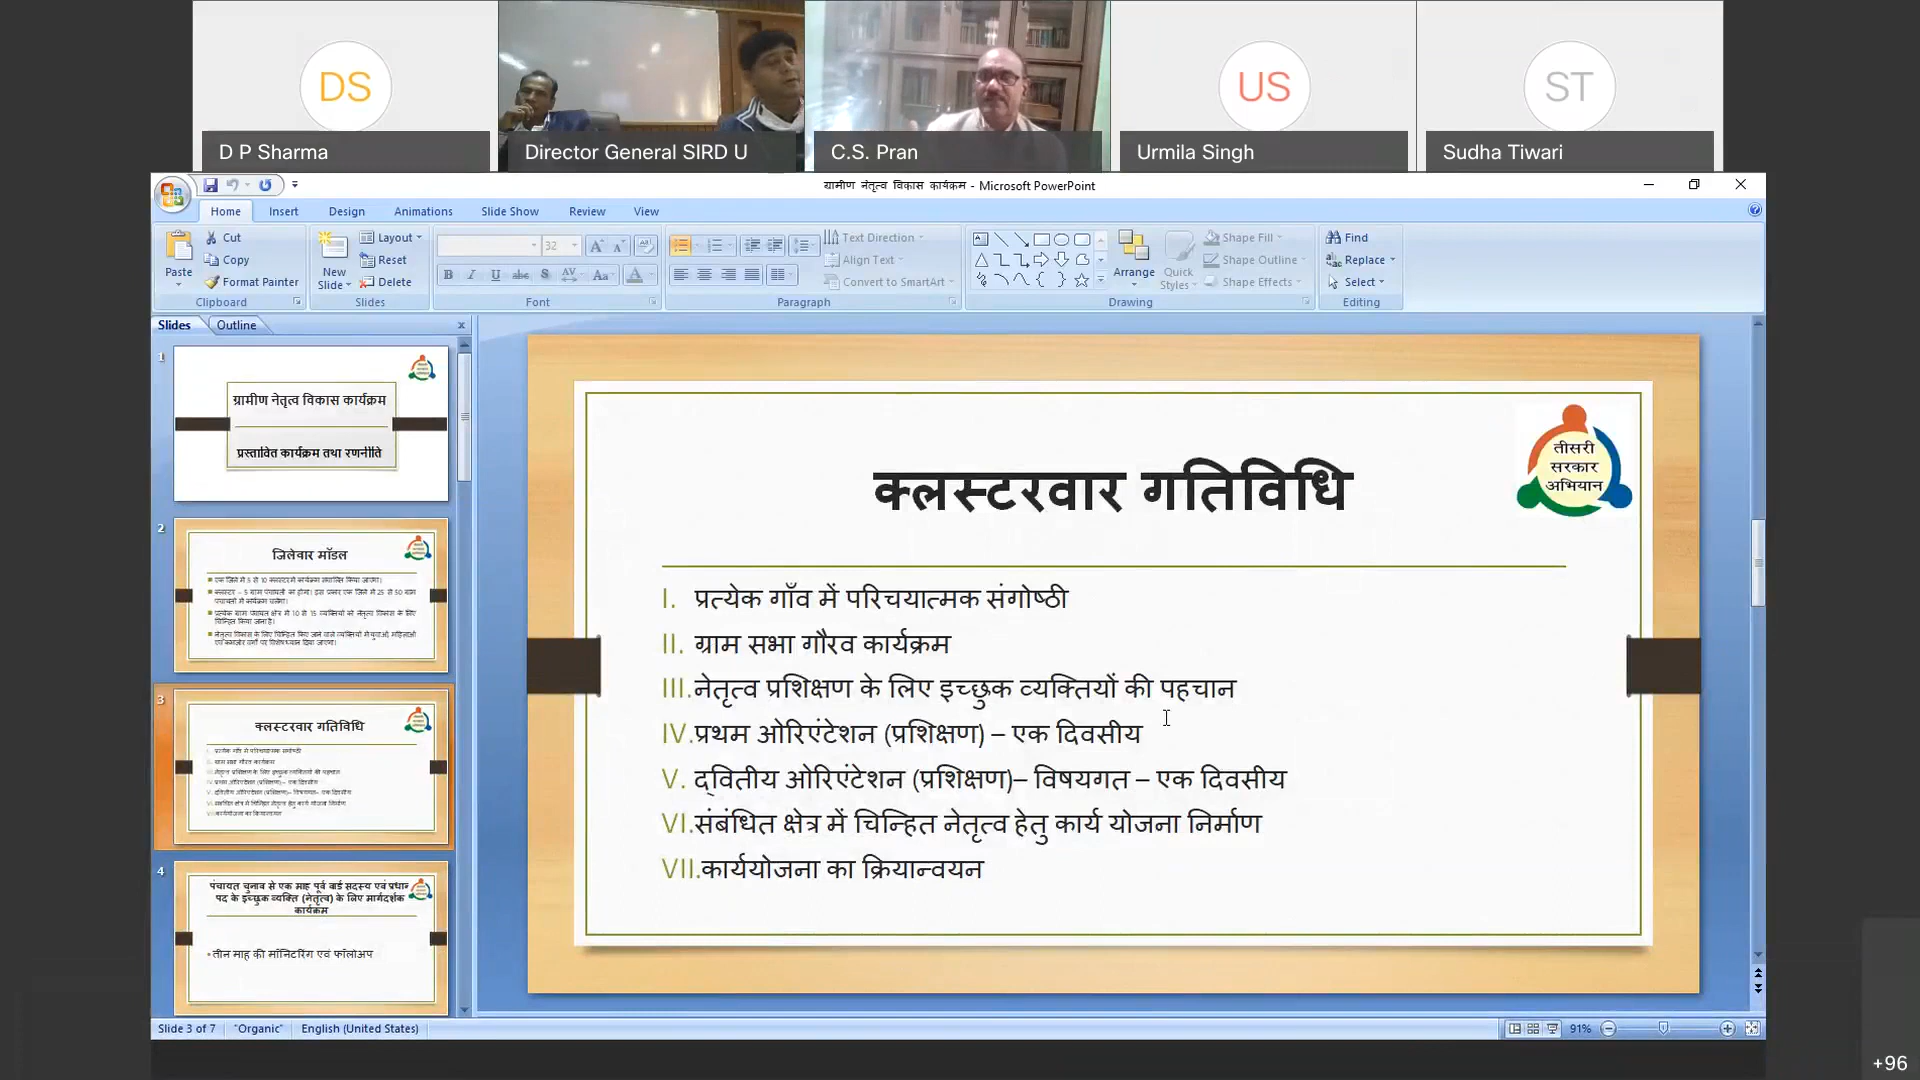 DS
US
ST
D P Sharma
Director General SIRD U
C.S. Pran
Urmila Singh
Sudha Tiwari
ग्रामीण नेतृत्व विकास कार्यक्रम - Microsoft PowerPoint
Home Insert Design Animations Slide Show Review View
Paste
Cut
Copy
Format Painter
Clipboard
New Slide
Layout
Reset
Delete
Slides
32
Font
Text Direction
Align Text
Convert to SmartArt
Paragraph
Arrange
Quick Styles
Shape Fill
Shape Outline
Shape Effects
Drawing
Find
Replace
Select
Editing
Slides Outline
1
ग्रामीण नेतृत्व विकास कार्यक्रम
प्रस्तावित कार्यक्रम तथा रणनीति
2
जिलेवार मॉडल
3
क्लस्टरवार गतिविधि
4
पंचायत चुनाव से एक माह पूर्व वार्ड सदस्य एवं प्रधान
पद के इच्छुक व्यक्ति (नेतृत्व) के लिए मार्गदर्शक
कार्यक्रम
तीन माह की मॉनिटरिंग एवं फॉलोअप
क्लस्टरवार गतिविधि
तीसरी
सरकार
अभियान
I. प्रत्येक गाँव में परिचयात्मक संगोष्ठी
II. ग्राम सभा गौरव कार्यक्रम
III. नेतृत्व प्रशिक्षण के लिए इच्छुक व्यक्तियों की पहचान
IV. प्रथम ओरिएंटेशन (प्रशिक्षण) – एक दिवसीय
V. द्वितीय ओरिएंटेशन (प्रशिक्षण)– विषयगत – एक दिवसीय
VI. संबंधित क्षेत्र में चिन्हित नेतृत्व हेतु कार्य योजना निर्माण
VII. कार्ययोजना का क्रियान्वयन
Slide 3 of 7 "Organic" English (United States)
91%
+96